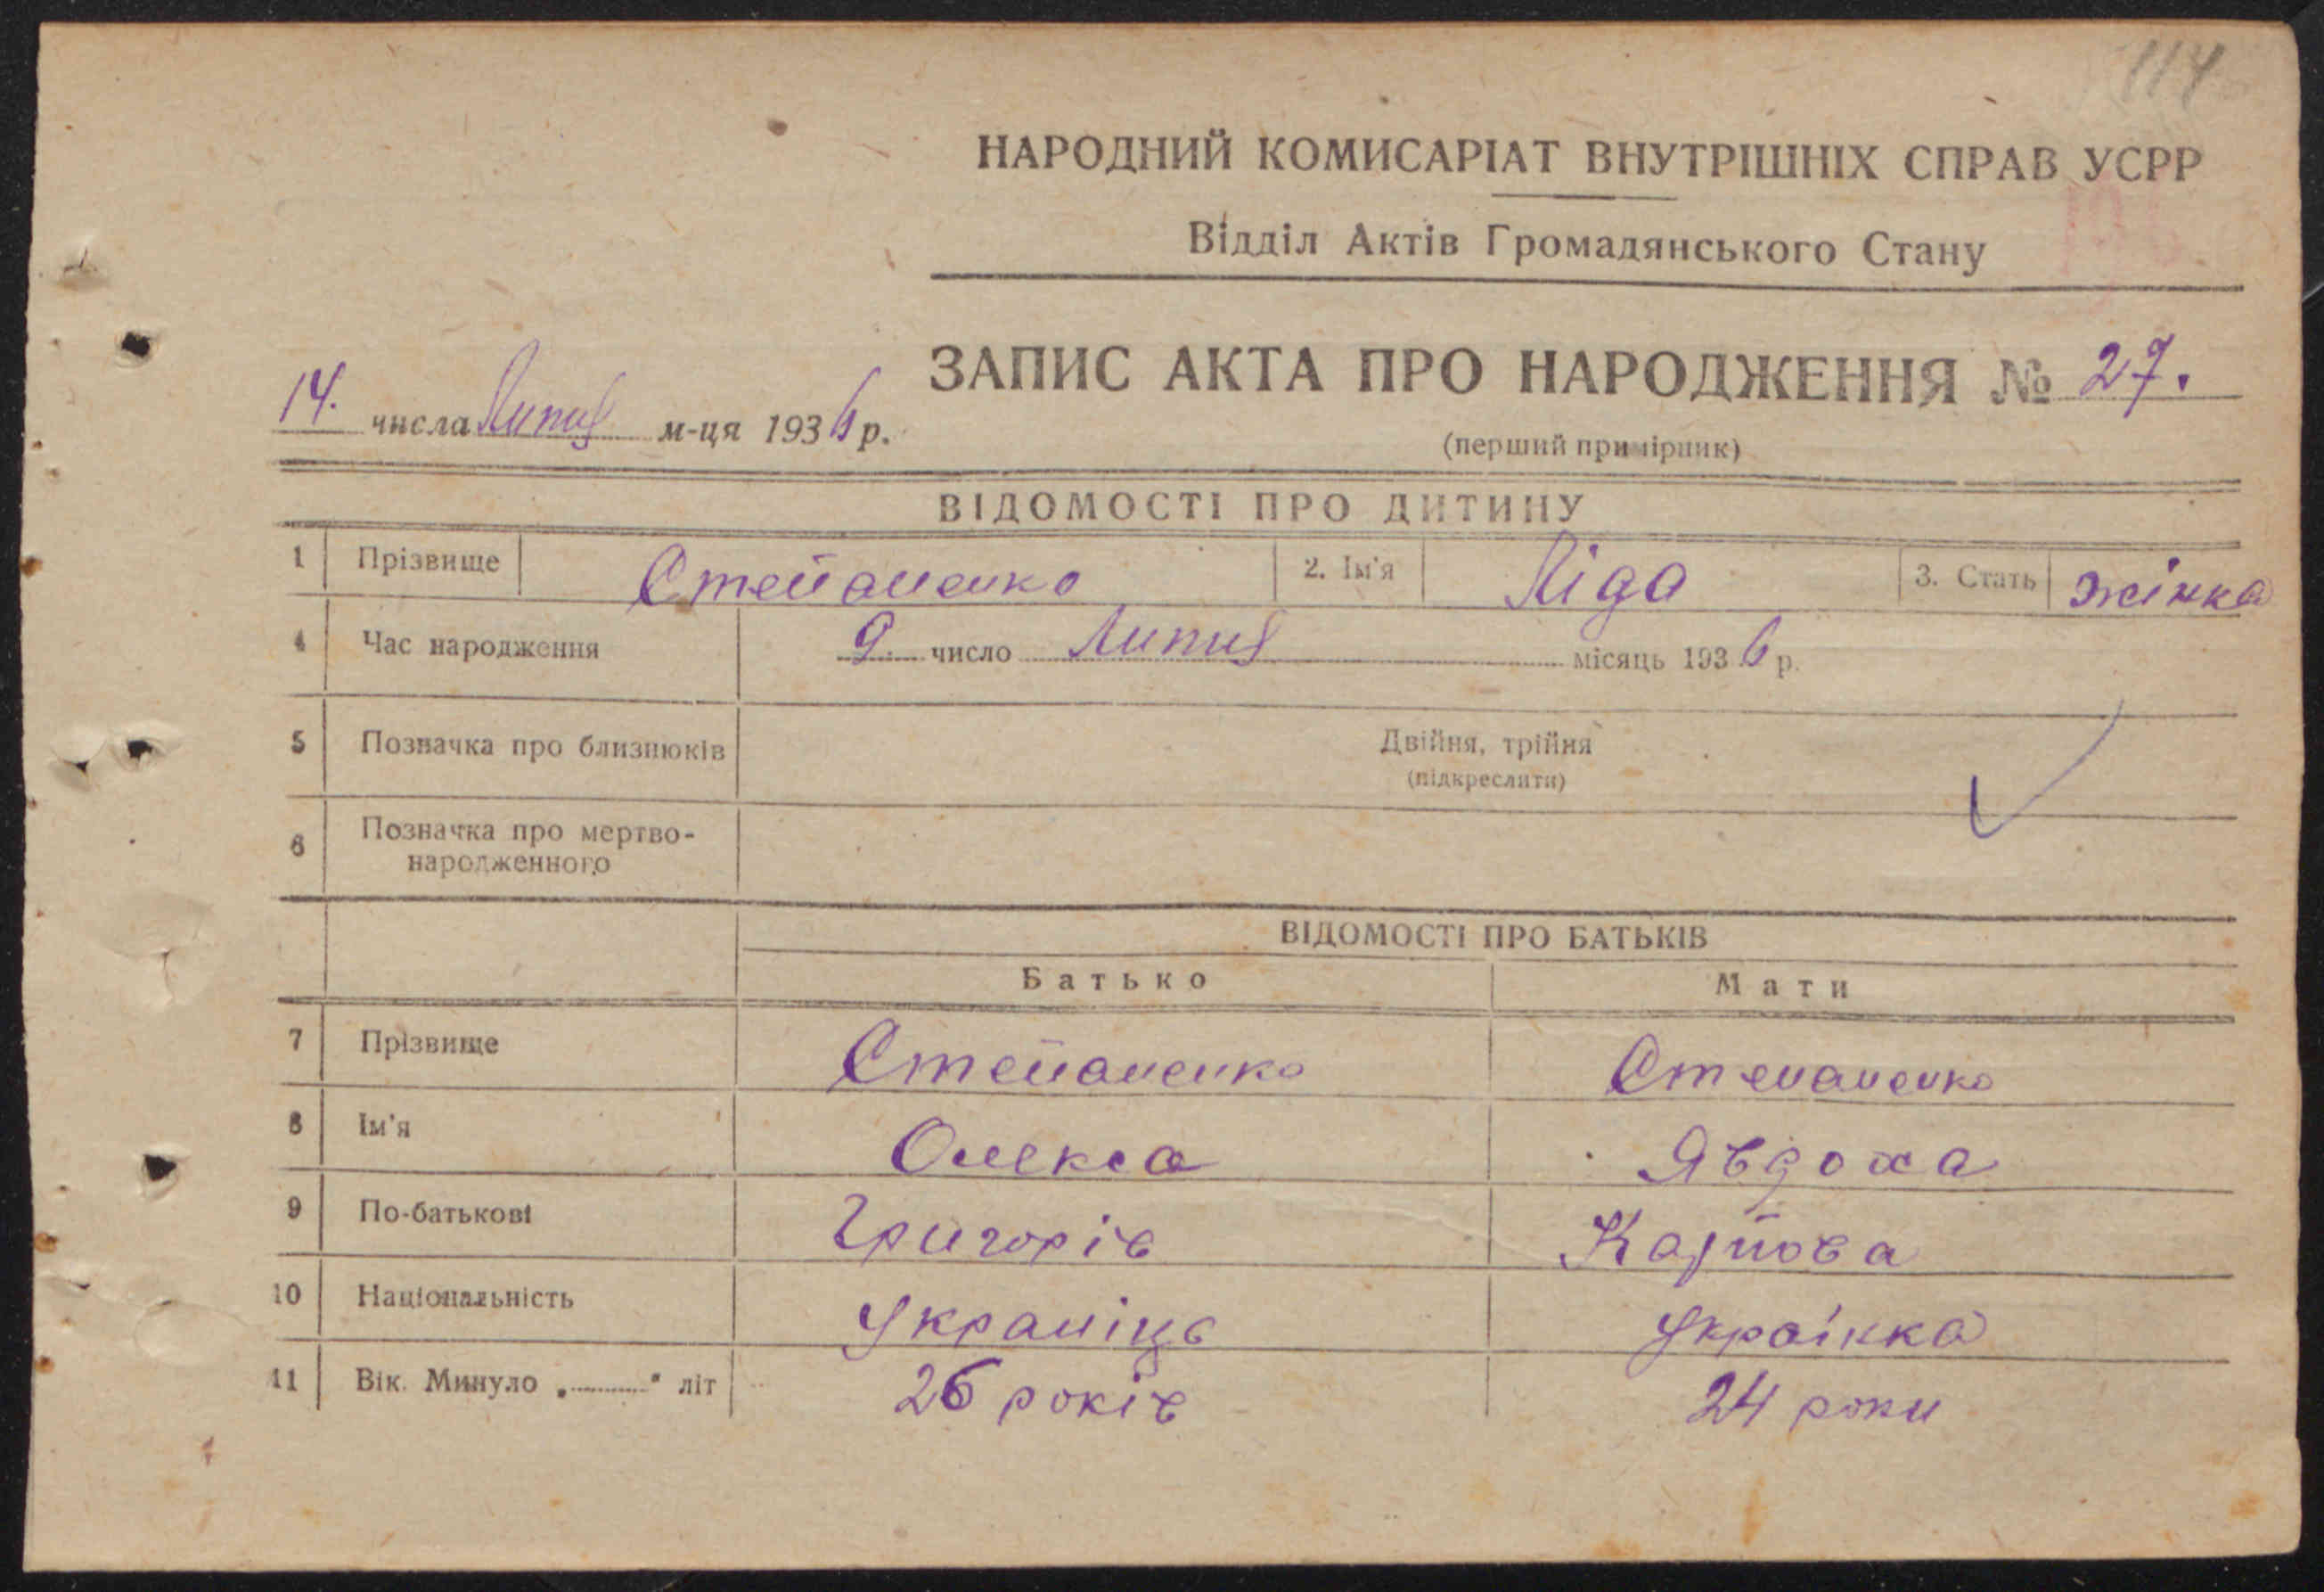 114
НАРОДНИЙ КОМИСАРІАТ ВНУТРІШНІХ СПРАВ УСРР
Відділ Актів Громадянського Стану
ЗАПИС АКТА ПРО НАРОДЖЕННЯ № 27.
14. числа Липня м-ця 1936 р.
(перший примірник)
ВІДОМОСТІ ПРО ДИТИНУ
1 Прізвище Степаненко 2. Ім'я Ліда 3. Стать жінка
4 Час народження 9. число Липня місяць 1936 р.
5 Позначка про близнюків Двійня, трійня
(підкреслити)
6 Позначка про мертво-
народженного
ВІДОМОСТІ ПРО БАТЬКІВ
Батько Мати
7 Прізвище Степаненко Степаненко
8 Ім'я Олекса Явдоха
9 По-батькові Григорів Карпова
10 Національність Украініць Украінка
11 Вік. Минуло „ “ літ 26 років 24 роки